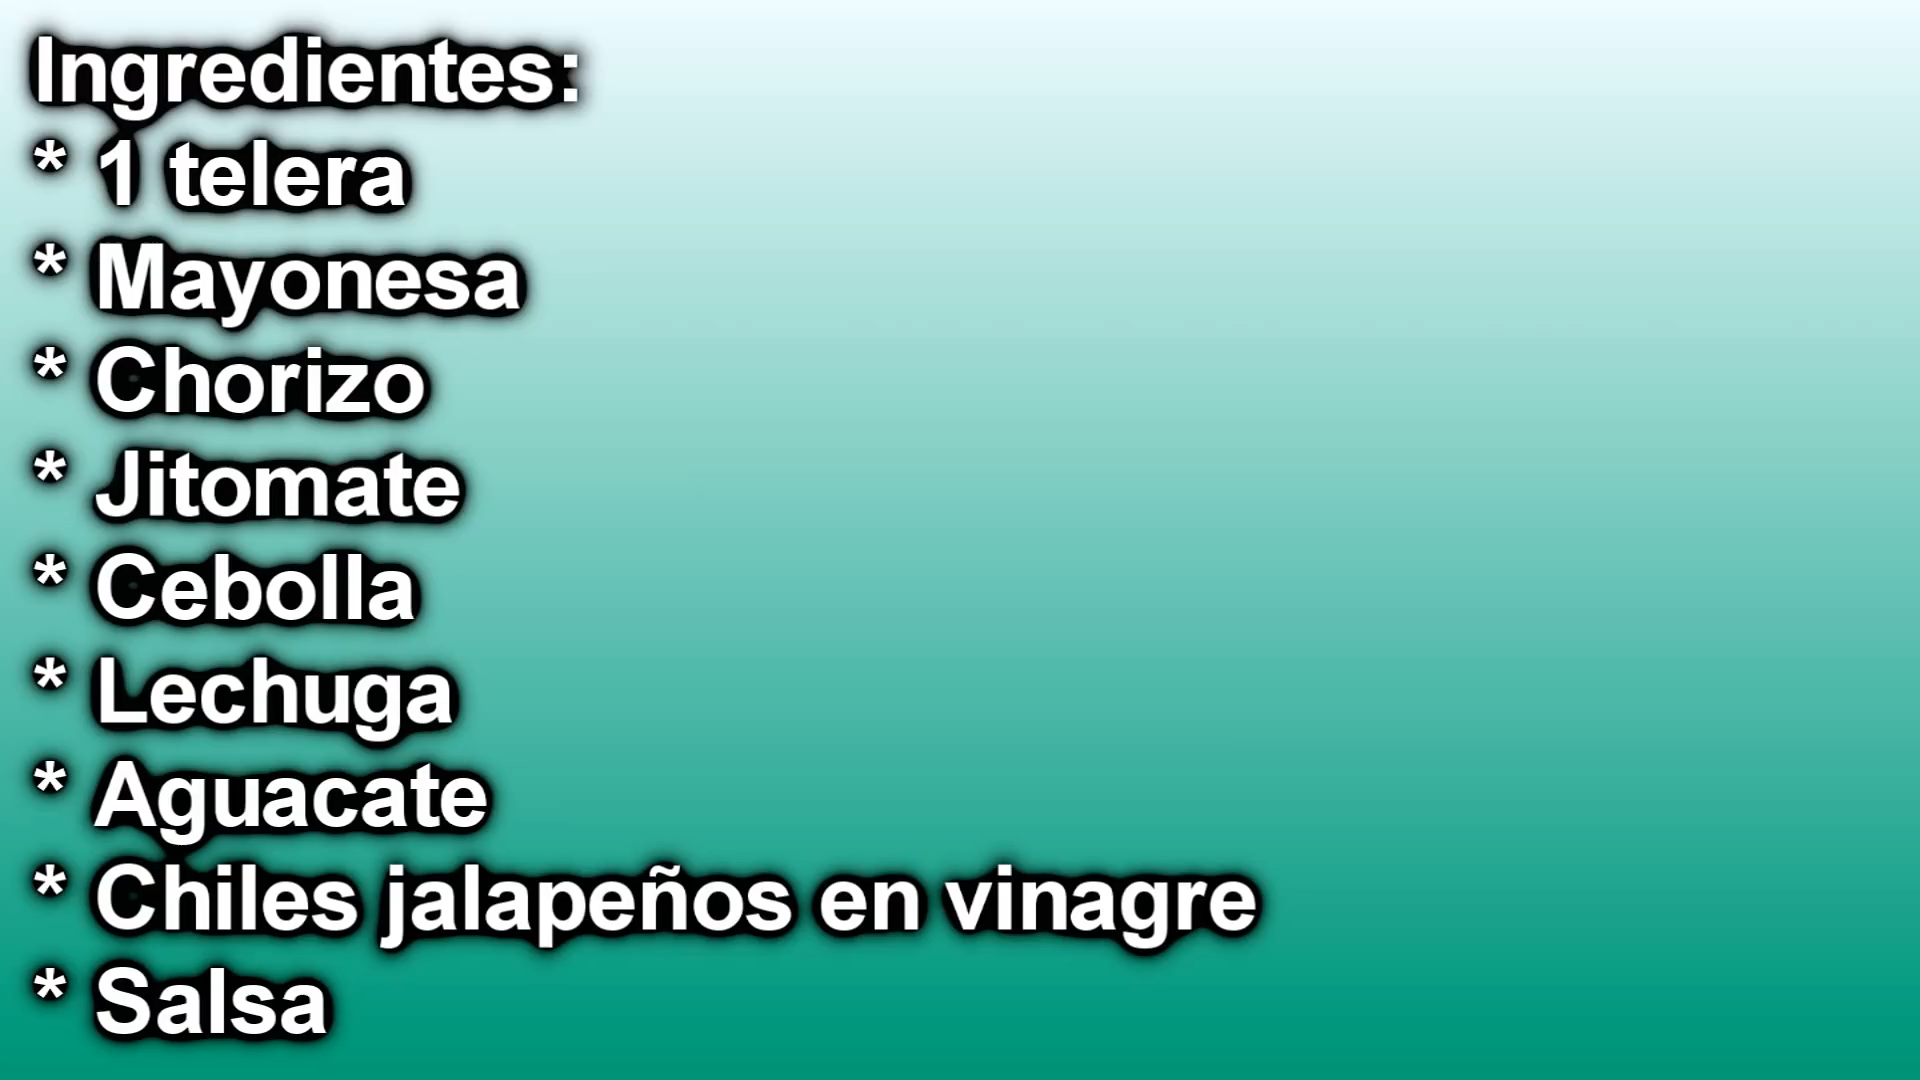 Ingredientes:
* 1 telera
* Mayonesa
* Chorizo
* Jitomate
* Cebolla
* Lechuga
* Aguacate
* Chiles jalapeños en vinagre
* Salsa